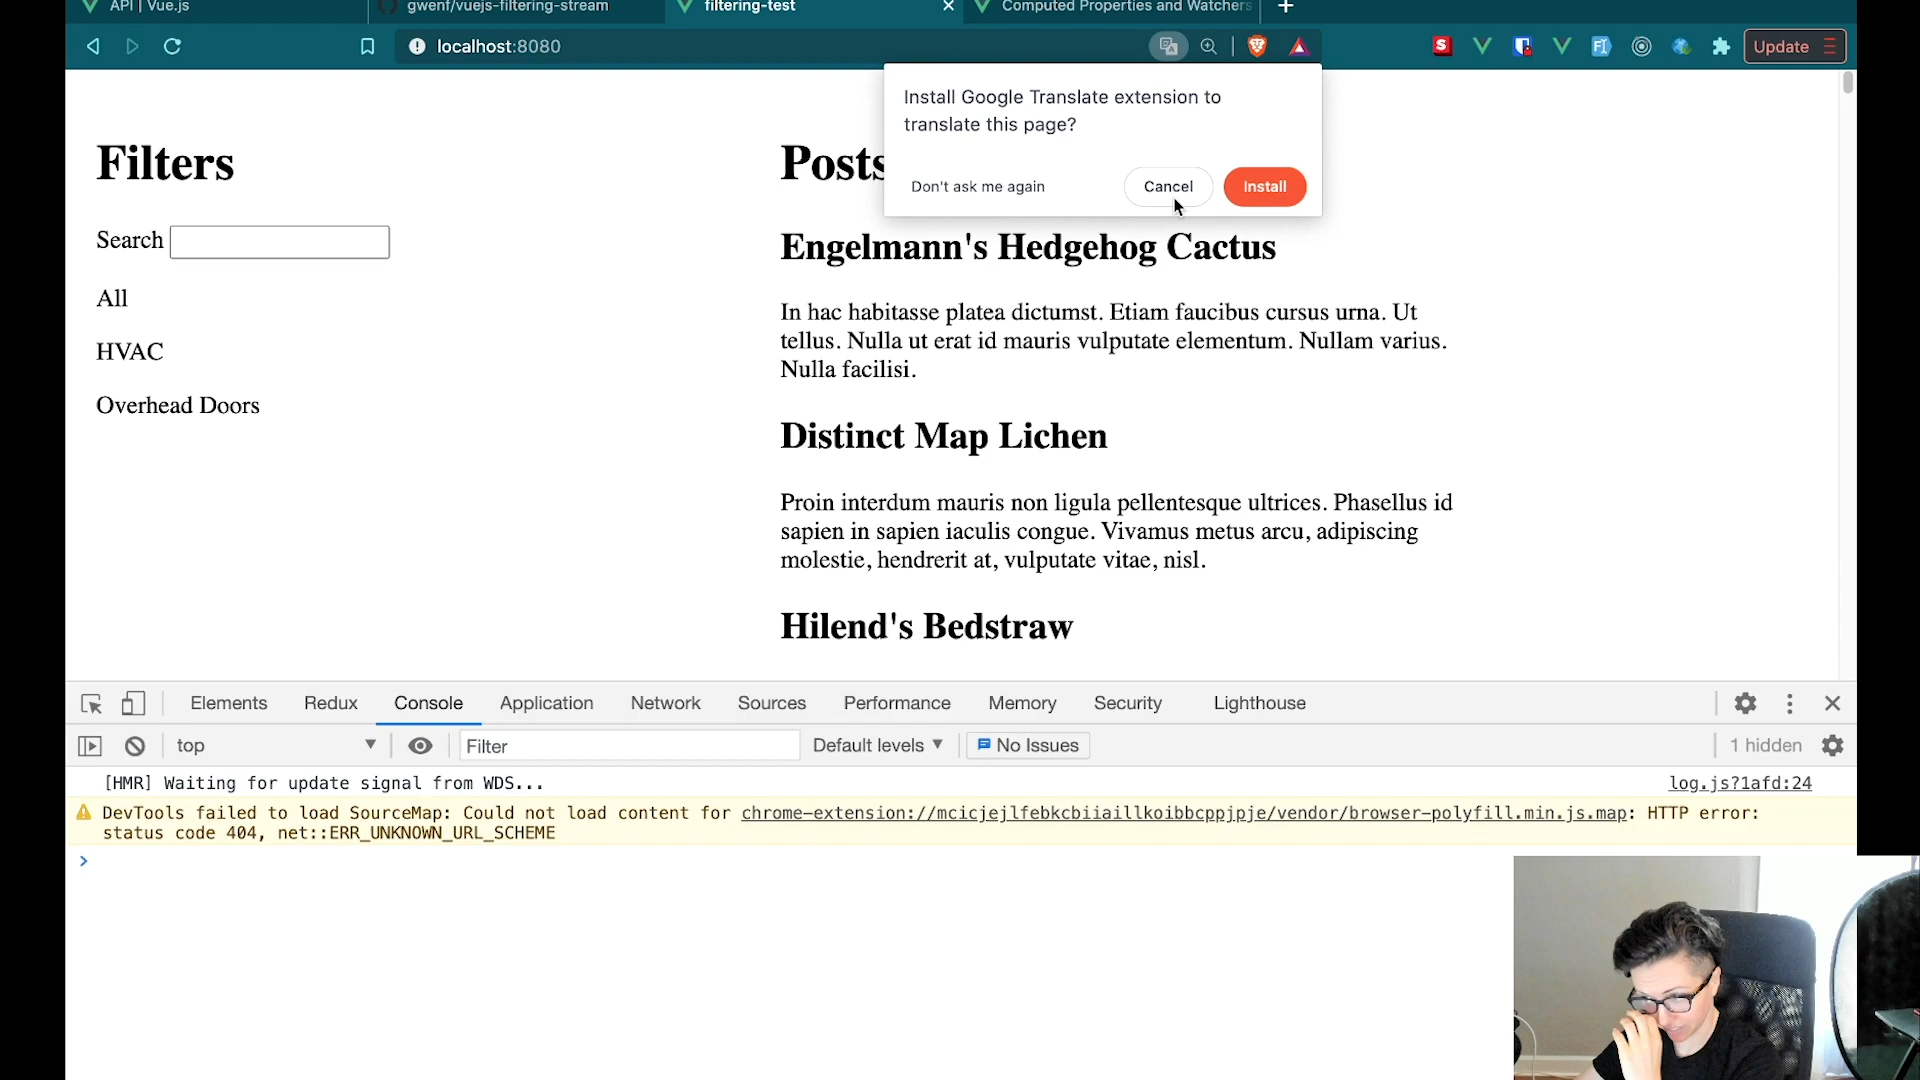 API | Vue.js
gwenf/vuejs-filtering-stream
filtering-test
Computed Properties and Watchers
localhost:8080
Update
Install Google Translate extension to
translate this page?
Don't ask me again
Cancel
Install
Filters
Search
All
HVAC
Overhead Doors
Posts
Engelmann's Hedgehog Cactus
In hac habitasse platea dictumst. Etiam faucibus cursus urna. Ut
tellus. Nulla ut erat id mauris vulputate elementum. Nullam varius.
Nulla facilisi.
Distinct Map Lichen
Proin interdum mauris non ligula pellentesque ultrices. Phasellus id
sapien in sapien iaculis congue. Vivamus metus arcu, adipiscing
molestie, hendrerit at, vulputate vitae, nisl.
Hilend's Bedstraw
Elements
Redux
Console
Application
Network
Sources
Performance
Memory
Security
Lighthouse
top
Filter
Default levels
No Issues
1 hidden
[HMR] Waiting for update signal from WDS...
log.js?1afd:24
DevTools failed to load SourceMap: Could not load content for chrome-extension://mcicjejlfebkcbiiaillkoibbcppjpje/vendor/browser-polyfill.min.js.map: HTTP error:
status code 404, net::ERR_UNKNOWN_URL_SCHEME